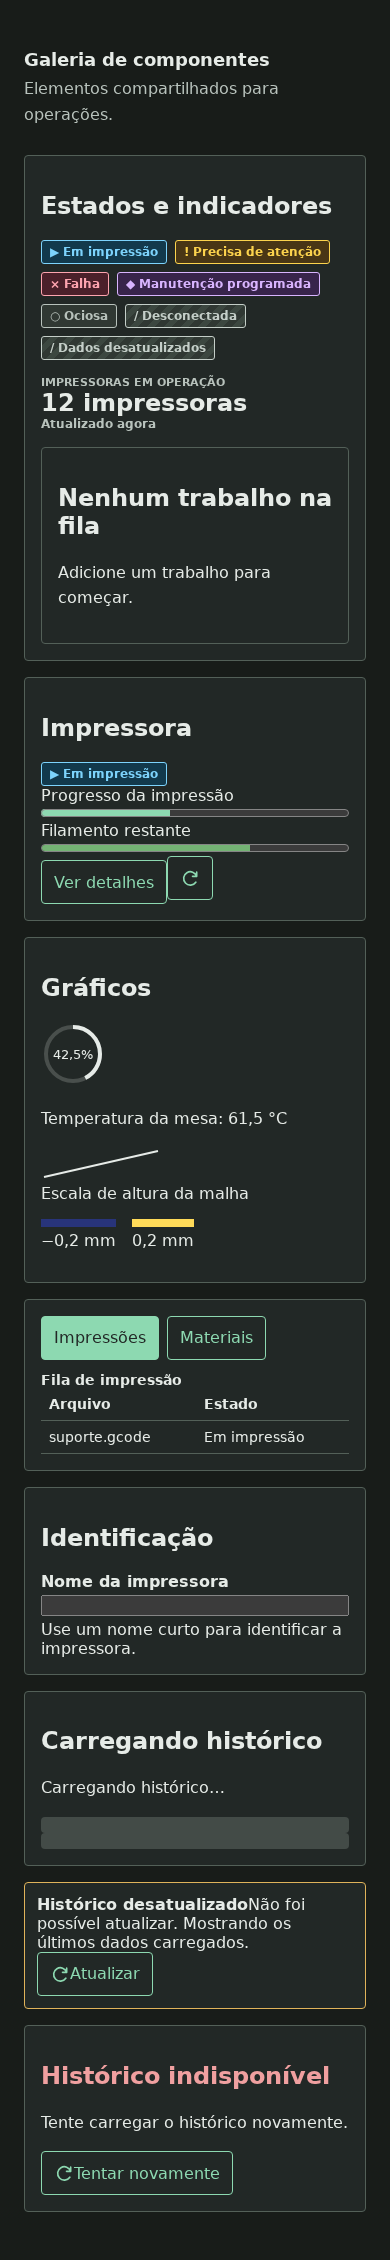 Galeria de componentes
Elementos compartilhados para
operações.
Estados e indicadores
▶ Em impressão
! Precisa de atenção
× Falha
◆ Manutenção programada
○ Ociosa
/ Desconectada
/ Dados desatualizados
IMPRESSORAS EM OPERAÇÃO
12 impressoras
Atualizado agora
Nenhum trabalho na
fila
Adicione um trabalho para
começar.
Impressora
▶ Em impressão
Progresso da impressão
Filamento restante
Ver detalhes
Gráficos
42,5%
Temperatura da mesa: 61,5 °C
Escala de altura da malha
−0,2 mm 0,2 mm
Impressões Materiais
Fila de impressão
Arquivo Estado
suporte.gcode Em impressão
Identificação
Nome da impressora
Use um nome curto para identificar a
impressora.
Carregando histórico
Carregando histórico…
Histórico desatualizadoNão foi
possível atualizar. Mostrando os
últimos dados carregados.
Atualizar
Histórico indisponível
Tente carregar o histórico novamente.
Tentar novamente